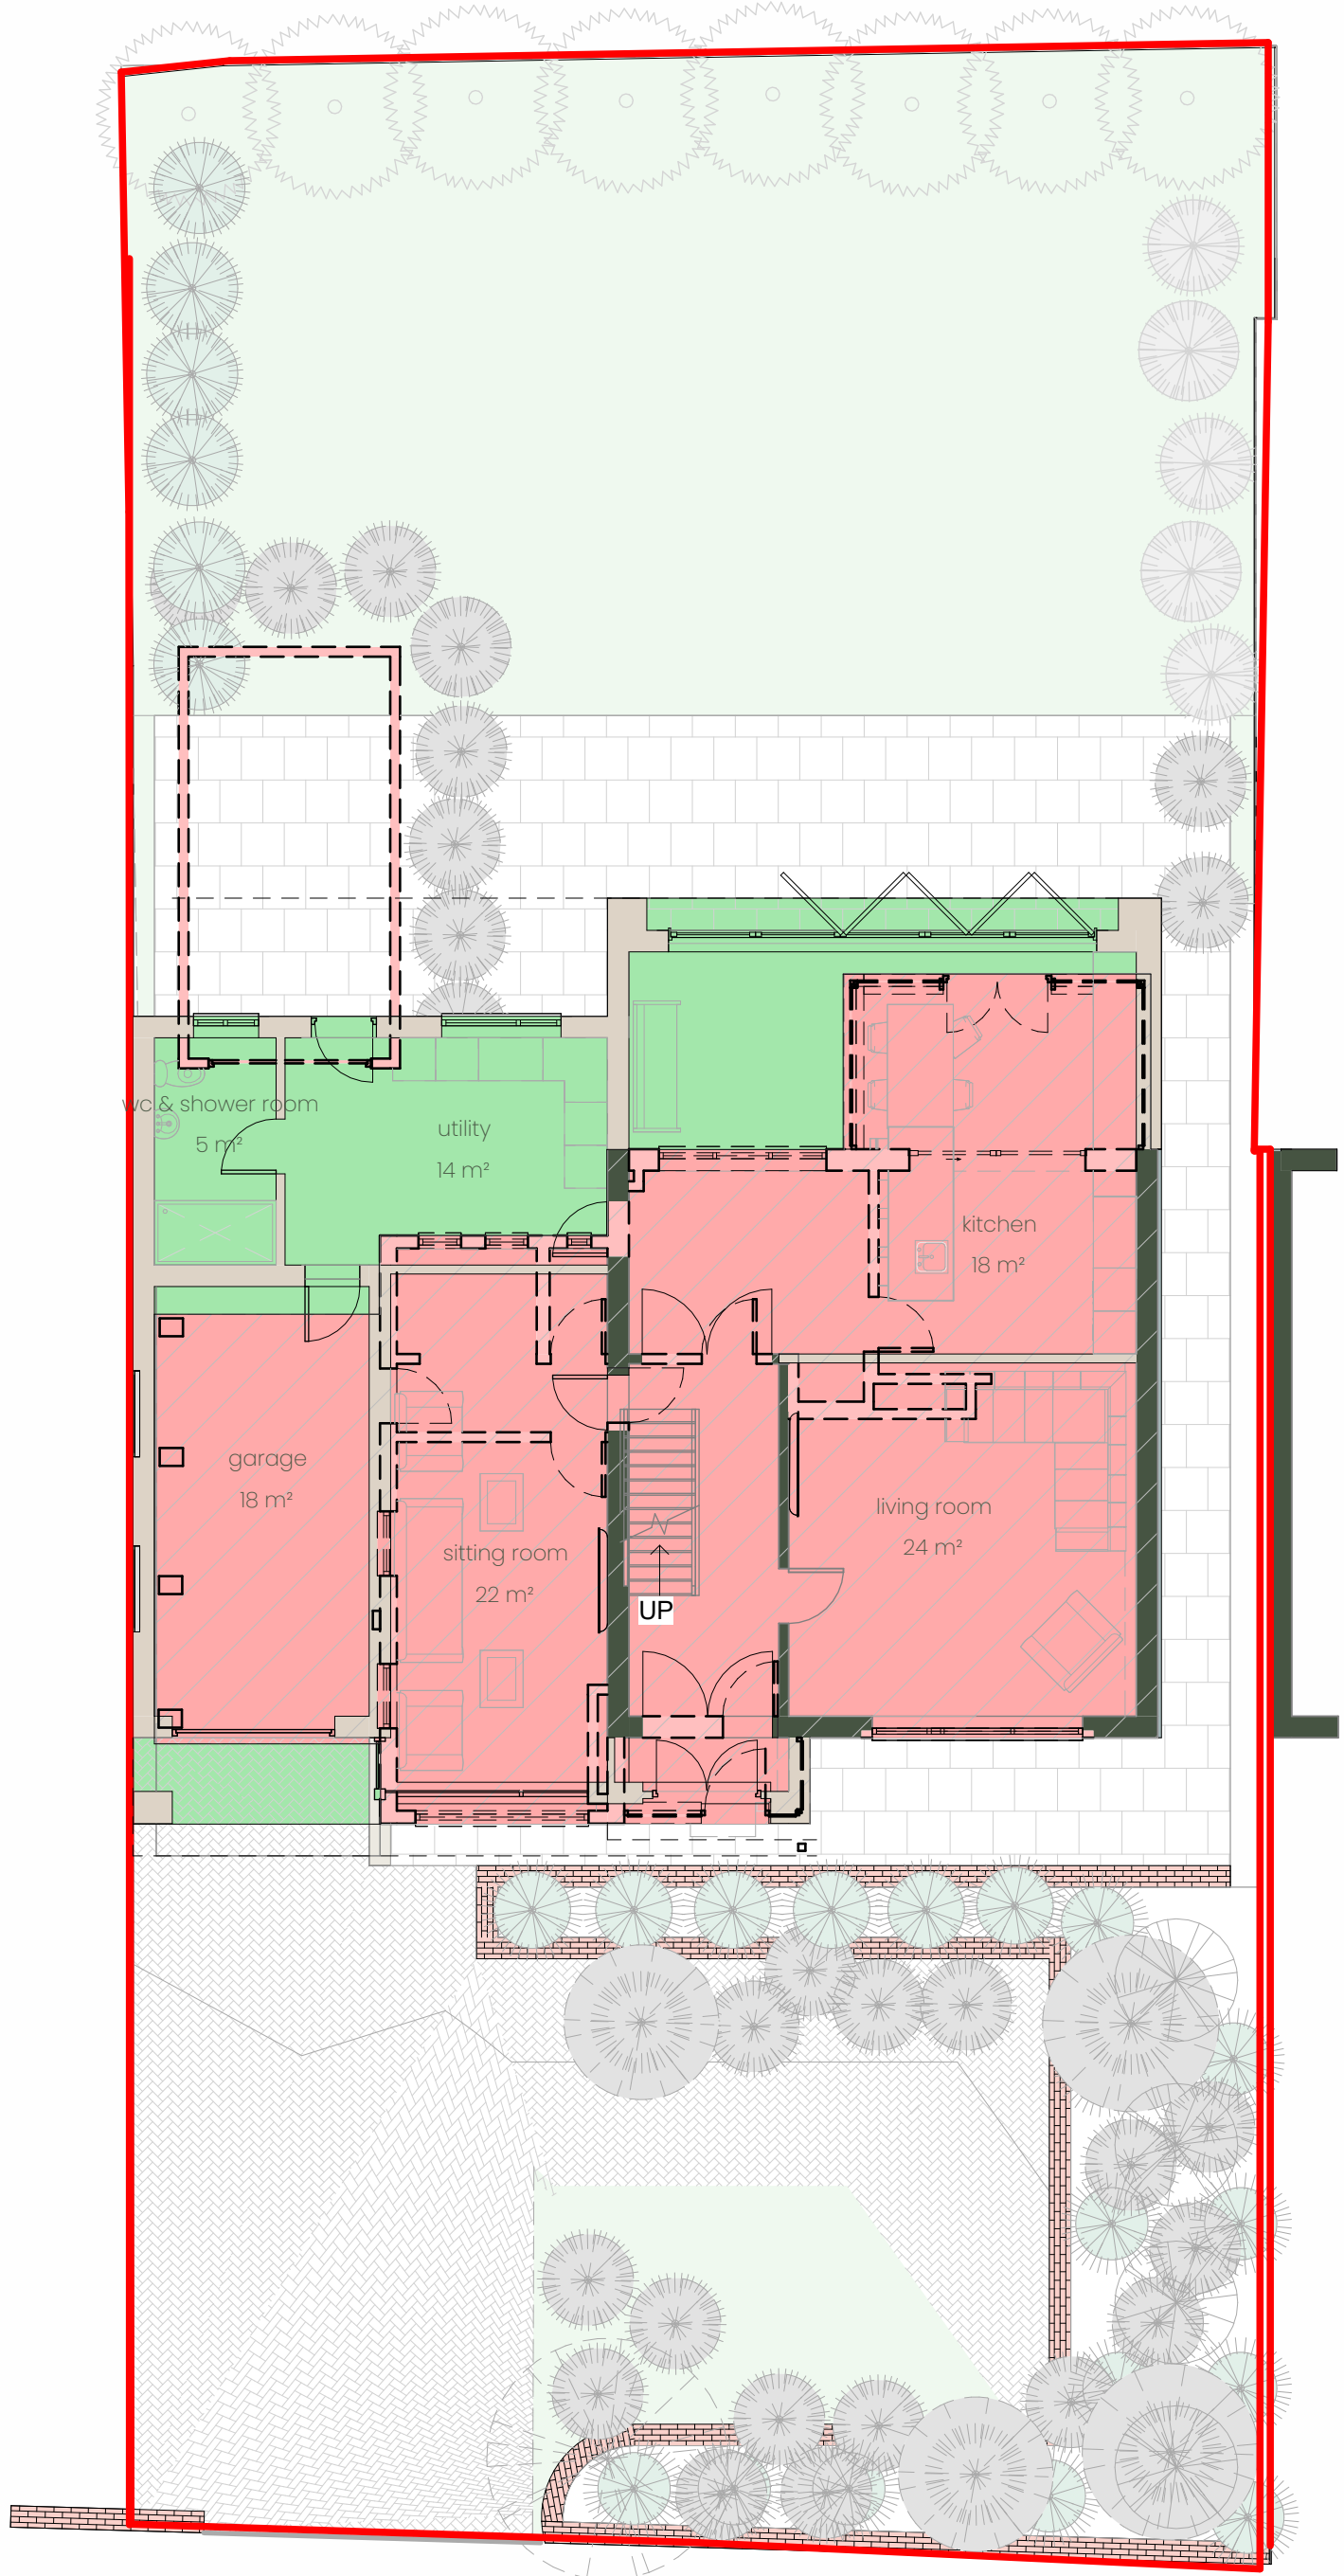 wc & shower room
5 m²
utility
14 m²
kitchen
18 m²
garage
18 m²
living room
24 m²
sitting room
22 m²
UP